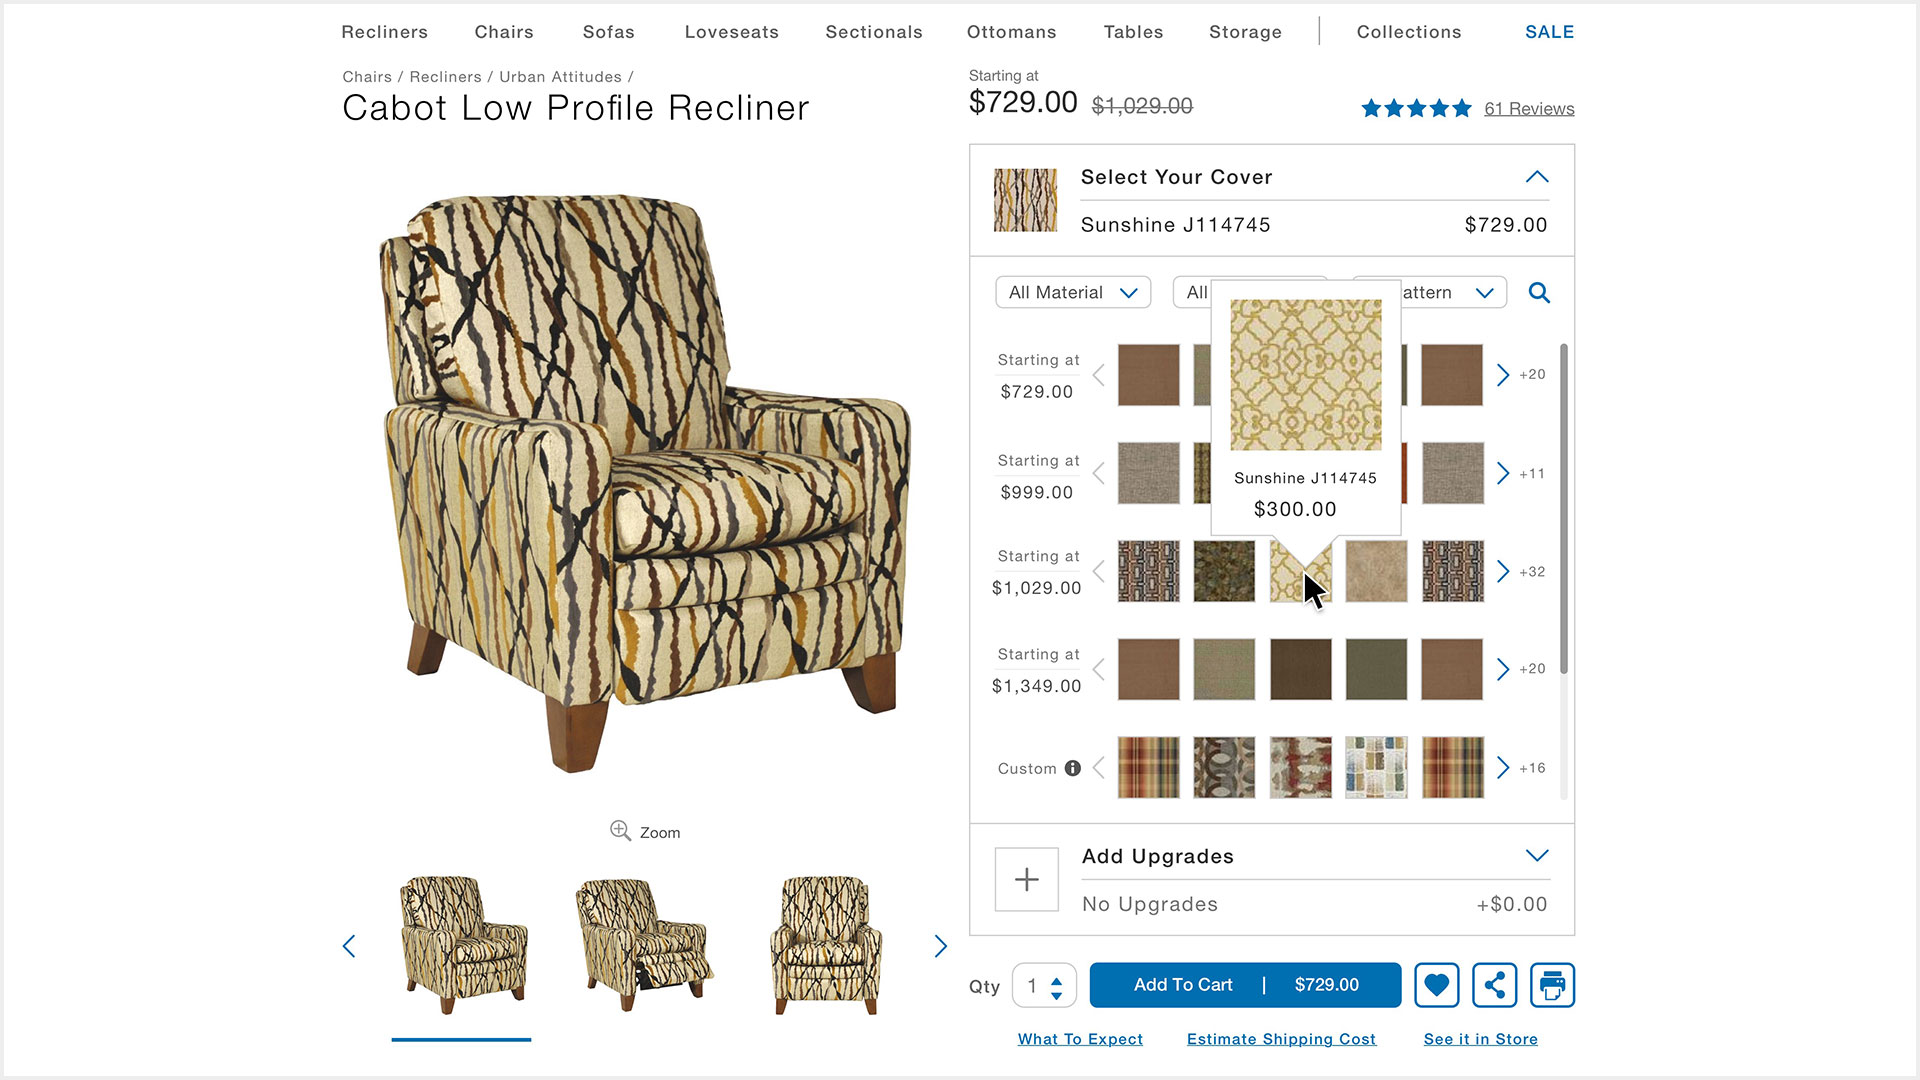 Recliners Chairs Sofas Loveseats Sectionals Ottomans Tables Storage Collections SALE
Chairs / Recliners / Urban Attitudes /
Cabot Low Profile Recliner
Starting at
$729.00 $1,029.00
61 Reviews
Select Your Cover
Sunshine J114745 $729.00
All Material All attern
Starting at
$729.00
+20
Starting at
$999.00
+11
Sunshine J114745
$300.00
Starting at
$1,029.00
+32
Starting at
$1,349.00
+20
Custom
+16
Zoom
Add Upgrades
No Upgrades +$0.00
Qty 1 Add To Cart | $729.00
What To Expect Estimate Shipping Cost See it in Store